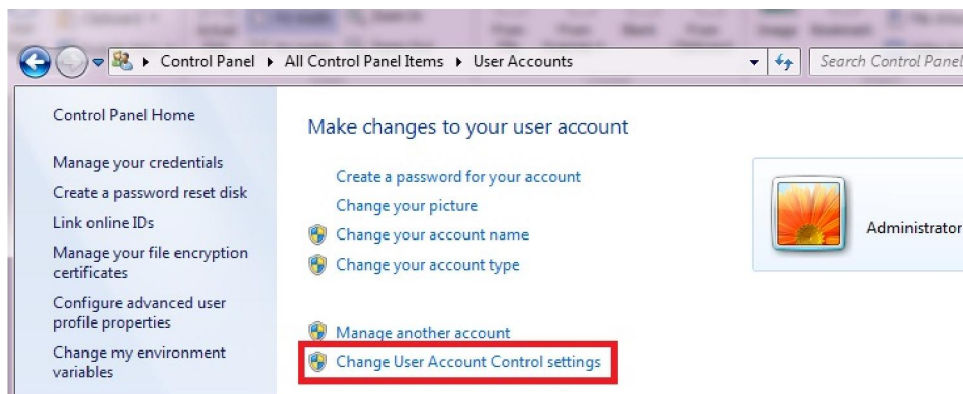 Control Panel ▸ All Control Panel Items ▸ User Accounts
Search Control Panel
Control Panel Home
Manage your credentials
Create a password reset disk
Link online IDs
Manage your file encryption
certificates
Configure advanced user
profile properties
Change my environment
variables
Make changes to your user account
Create a password for your account
Change your picture
Change your account name
Change your account type
Manage another account
Change User Account Control settings
Administrator